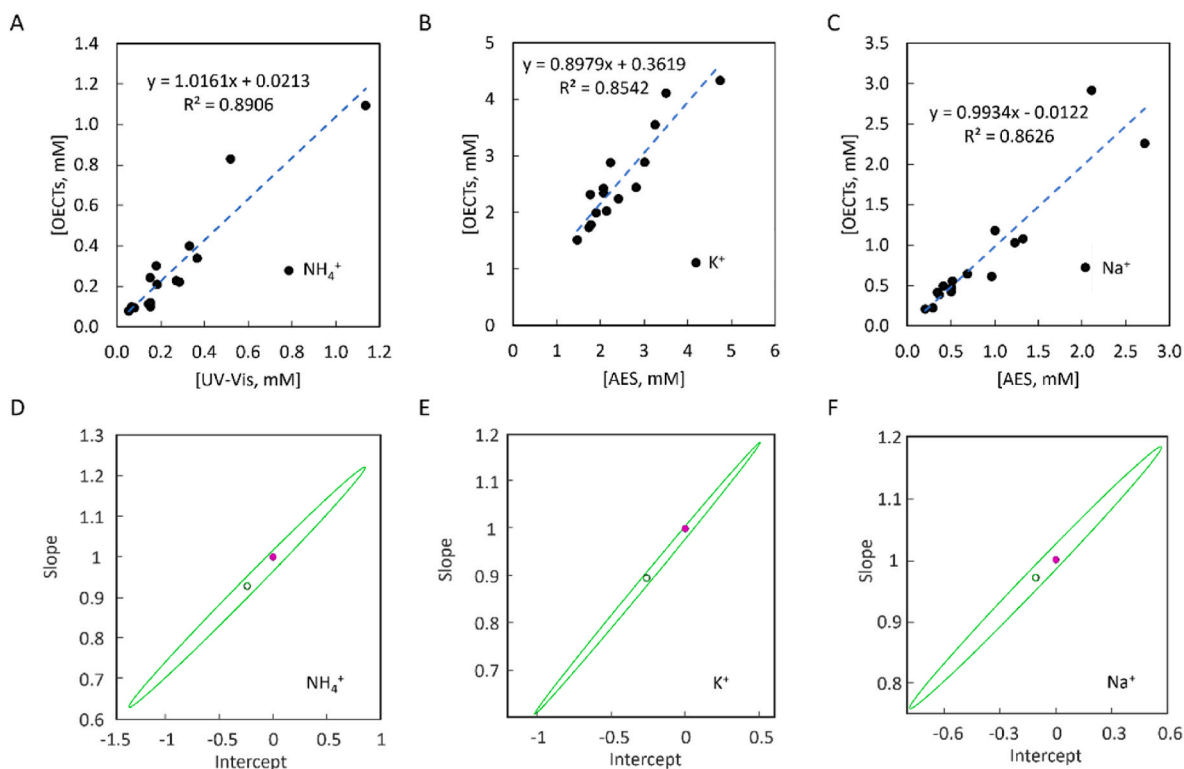 A
1.4
1.2
1.0
0.8
0.6
0.4
0.2
0.0
[OECTs, mM]
y = 1.0161x + 0.0213
R² = 0.8906
NH₄⁺
0.0 0.2 0.4 0.6 0.8 1.0 1.2
[UV-Vis, mM]
B
5
4
3
2
1
0
[OECTs, mM]
y = 0.8979x + 0.3619
R² = 0.8542
K⁺
0 1 2 3 4 5 6
[AES, mM]
C
3.5
3.0
2.5
2.0
1.5
1.0
0.5
0.0
[OECTs, mM]
y = 0.9934x - 0.0122
R² = 0.8626
Na⁺
0.0 0.5 1.0 1.5 2.0 2.5 3.0
[AES, mM]
D
1.3
1.2
1.1
1
0.9
0.8
0.7
0.6
Slope
NH₄⁺
-1.5 -1 -0.5 0 0.5 1
Intercept
E
1.2
1.1
1
0.9
0.8
0.7
Slope
K⁺
-1 -0.5 0 0.5
Intercept
F
1.2
1.1
1
0.9
0.8
Slope
Na⁺
-0.6 -0.3 0 0.3 0.6
Intercept